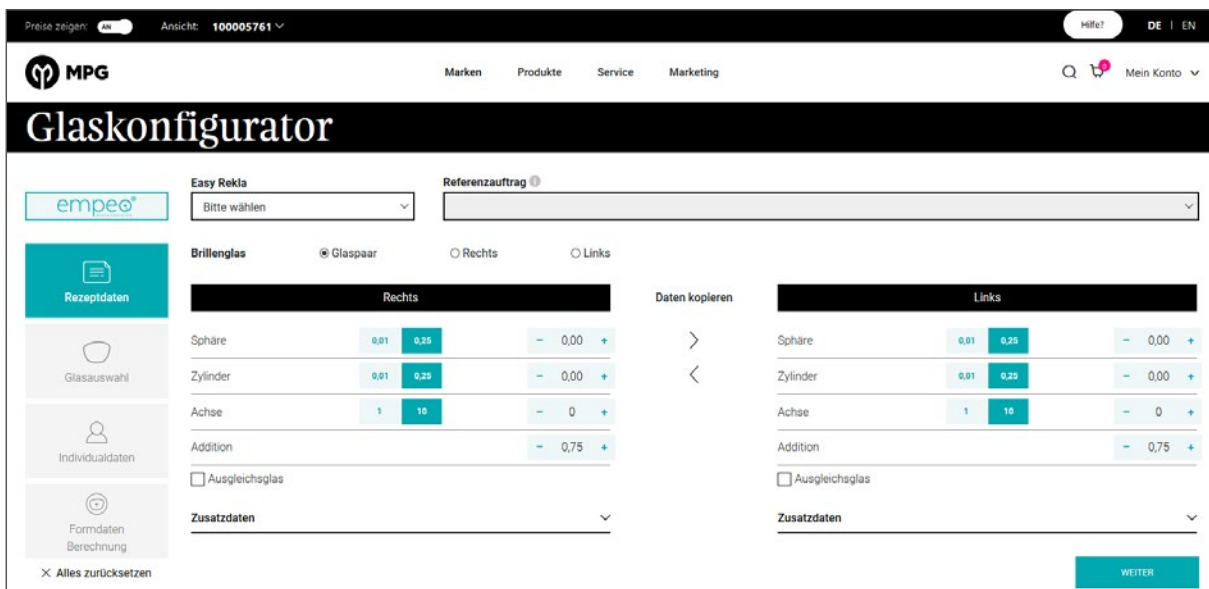 Preise zeigen: AN Ansicht: 100005761 Hilfe? DE | EN
MPG Marken Produkte Service Marketing 0 Mein Konto
Glaskonfigurator
Easy Rekla Referenzauftrag
empeo Bitte wählen
Brillenglas Glaspaar Rechts Links
Rezeptdaten Rechts Daten kopieren Links
Sphäre 0,01 0,25 − 0,00 + > Sphäre 0,01 0,25 − 0,00 +
Glasauswahl Zylinder 0,01 0,25 − 0,00 + < Zylinder 0,01 0,25 − 0,00 +
Achse 1 10 − 0 + Achse 1 10 − 0 +
Individualdaten Addition − 0,75 + Addition − 0,75 +
Ausgleichsglas Ausgleichsglas
Zusatzdaten Zusatzdaten
Formdaten
Berechnung
× Alles zurücksetzen WEITER